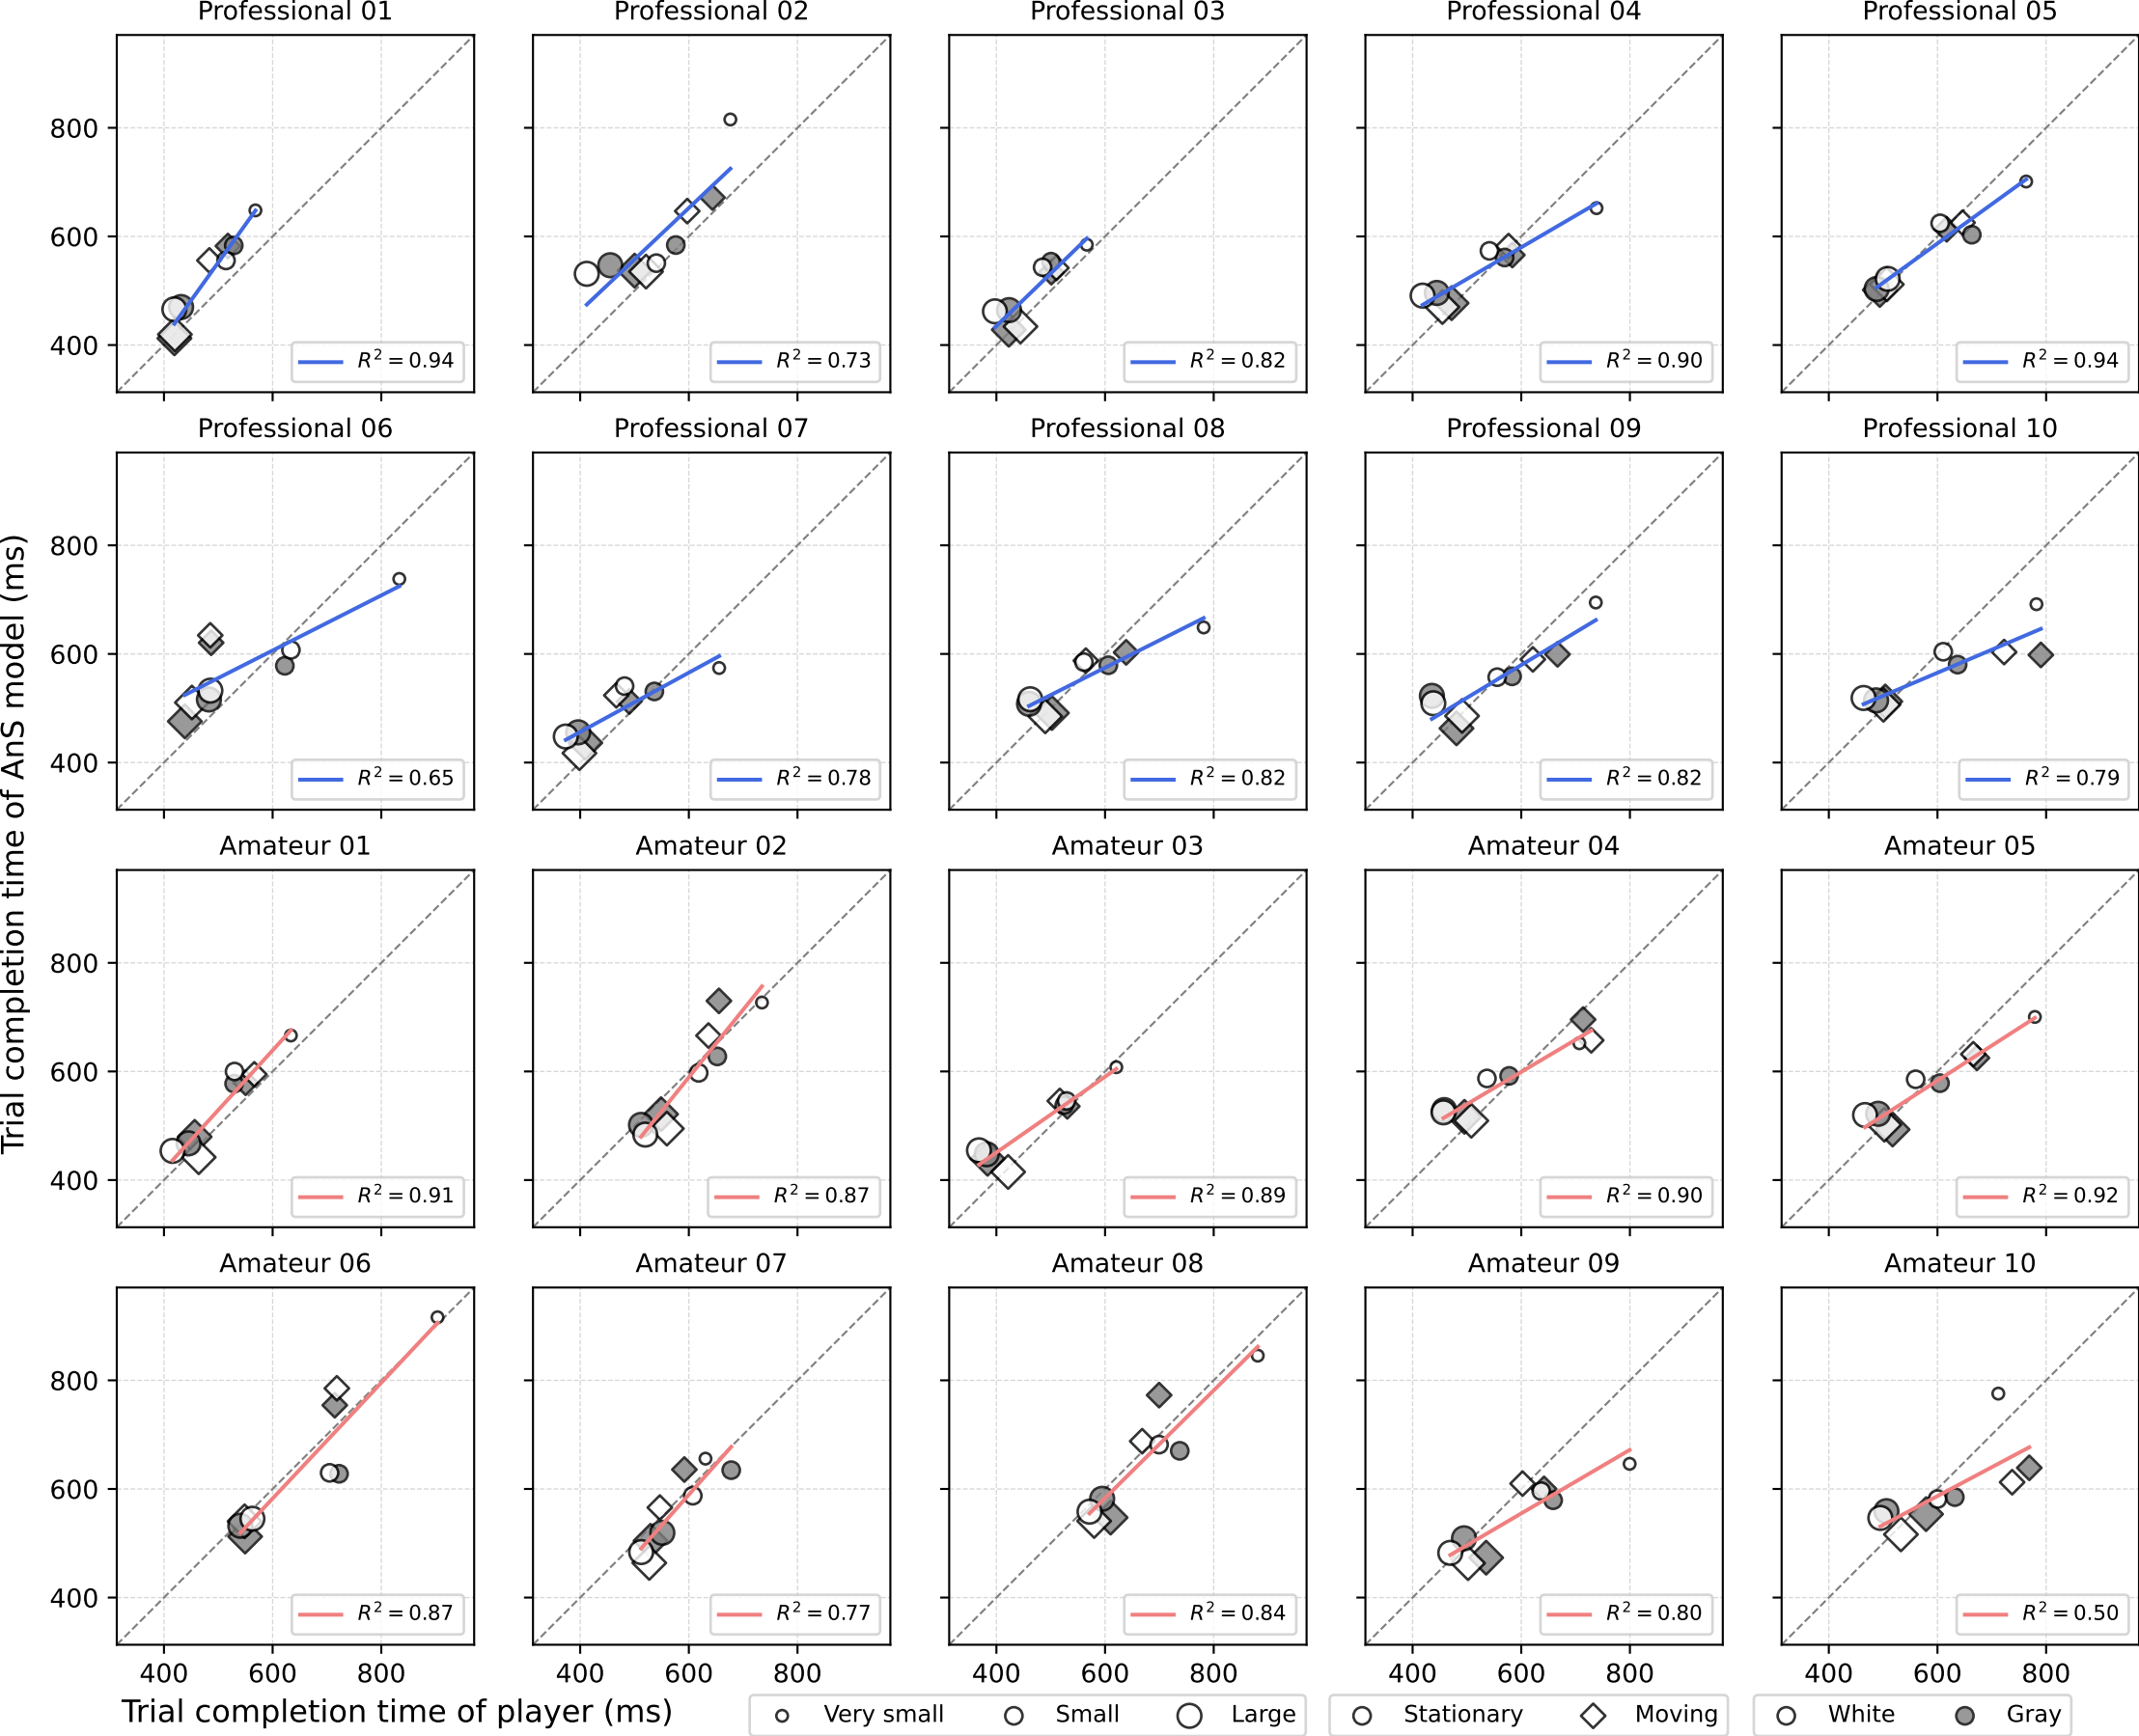 Professional 01 Professional 02 Professional 03 Professional 04 Professional 05
800
600
400
R² = 0.94 R² = 0.73 R² = 0.82 R² = 0.90 R² = 0.94
Professional 06 Professional 07 Professional 08 Professional 09 Professional 10
800
600
400
R² = 0.65 R² = 0.78 R² = 0.82 R² = 0.82 R² = 0.79
Trial completion time of AnS model (ms)
Amateur 01 Amateur 02 Amateur 03 Amateur 04 Amateur 05
800
600
400
R² = 0.91 R² = 0.87 R² = 0.89 R² = 0.90 R² = 0.92
Amateur 06 Amateur 07 Amateur 08 Amateur 09 Amateur 10
800
600
400
R² = 0.87 R² = 0.77 R² = 0.84 R² = 0.80 R² = 0.50
400 600 800 400 600 800 400 600 800 400 600 800 400 600 800
Trial completion time of player (ms) Very small Small Large Stationary Moving White Gray